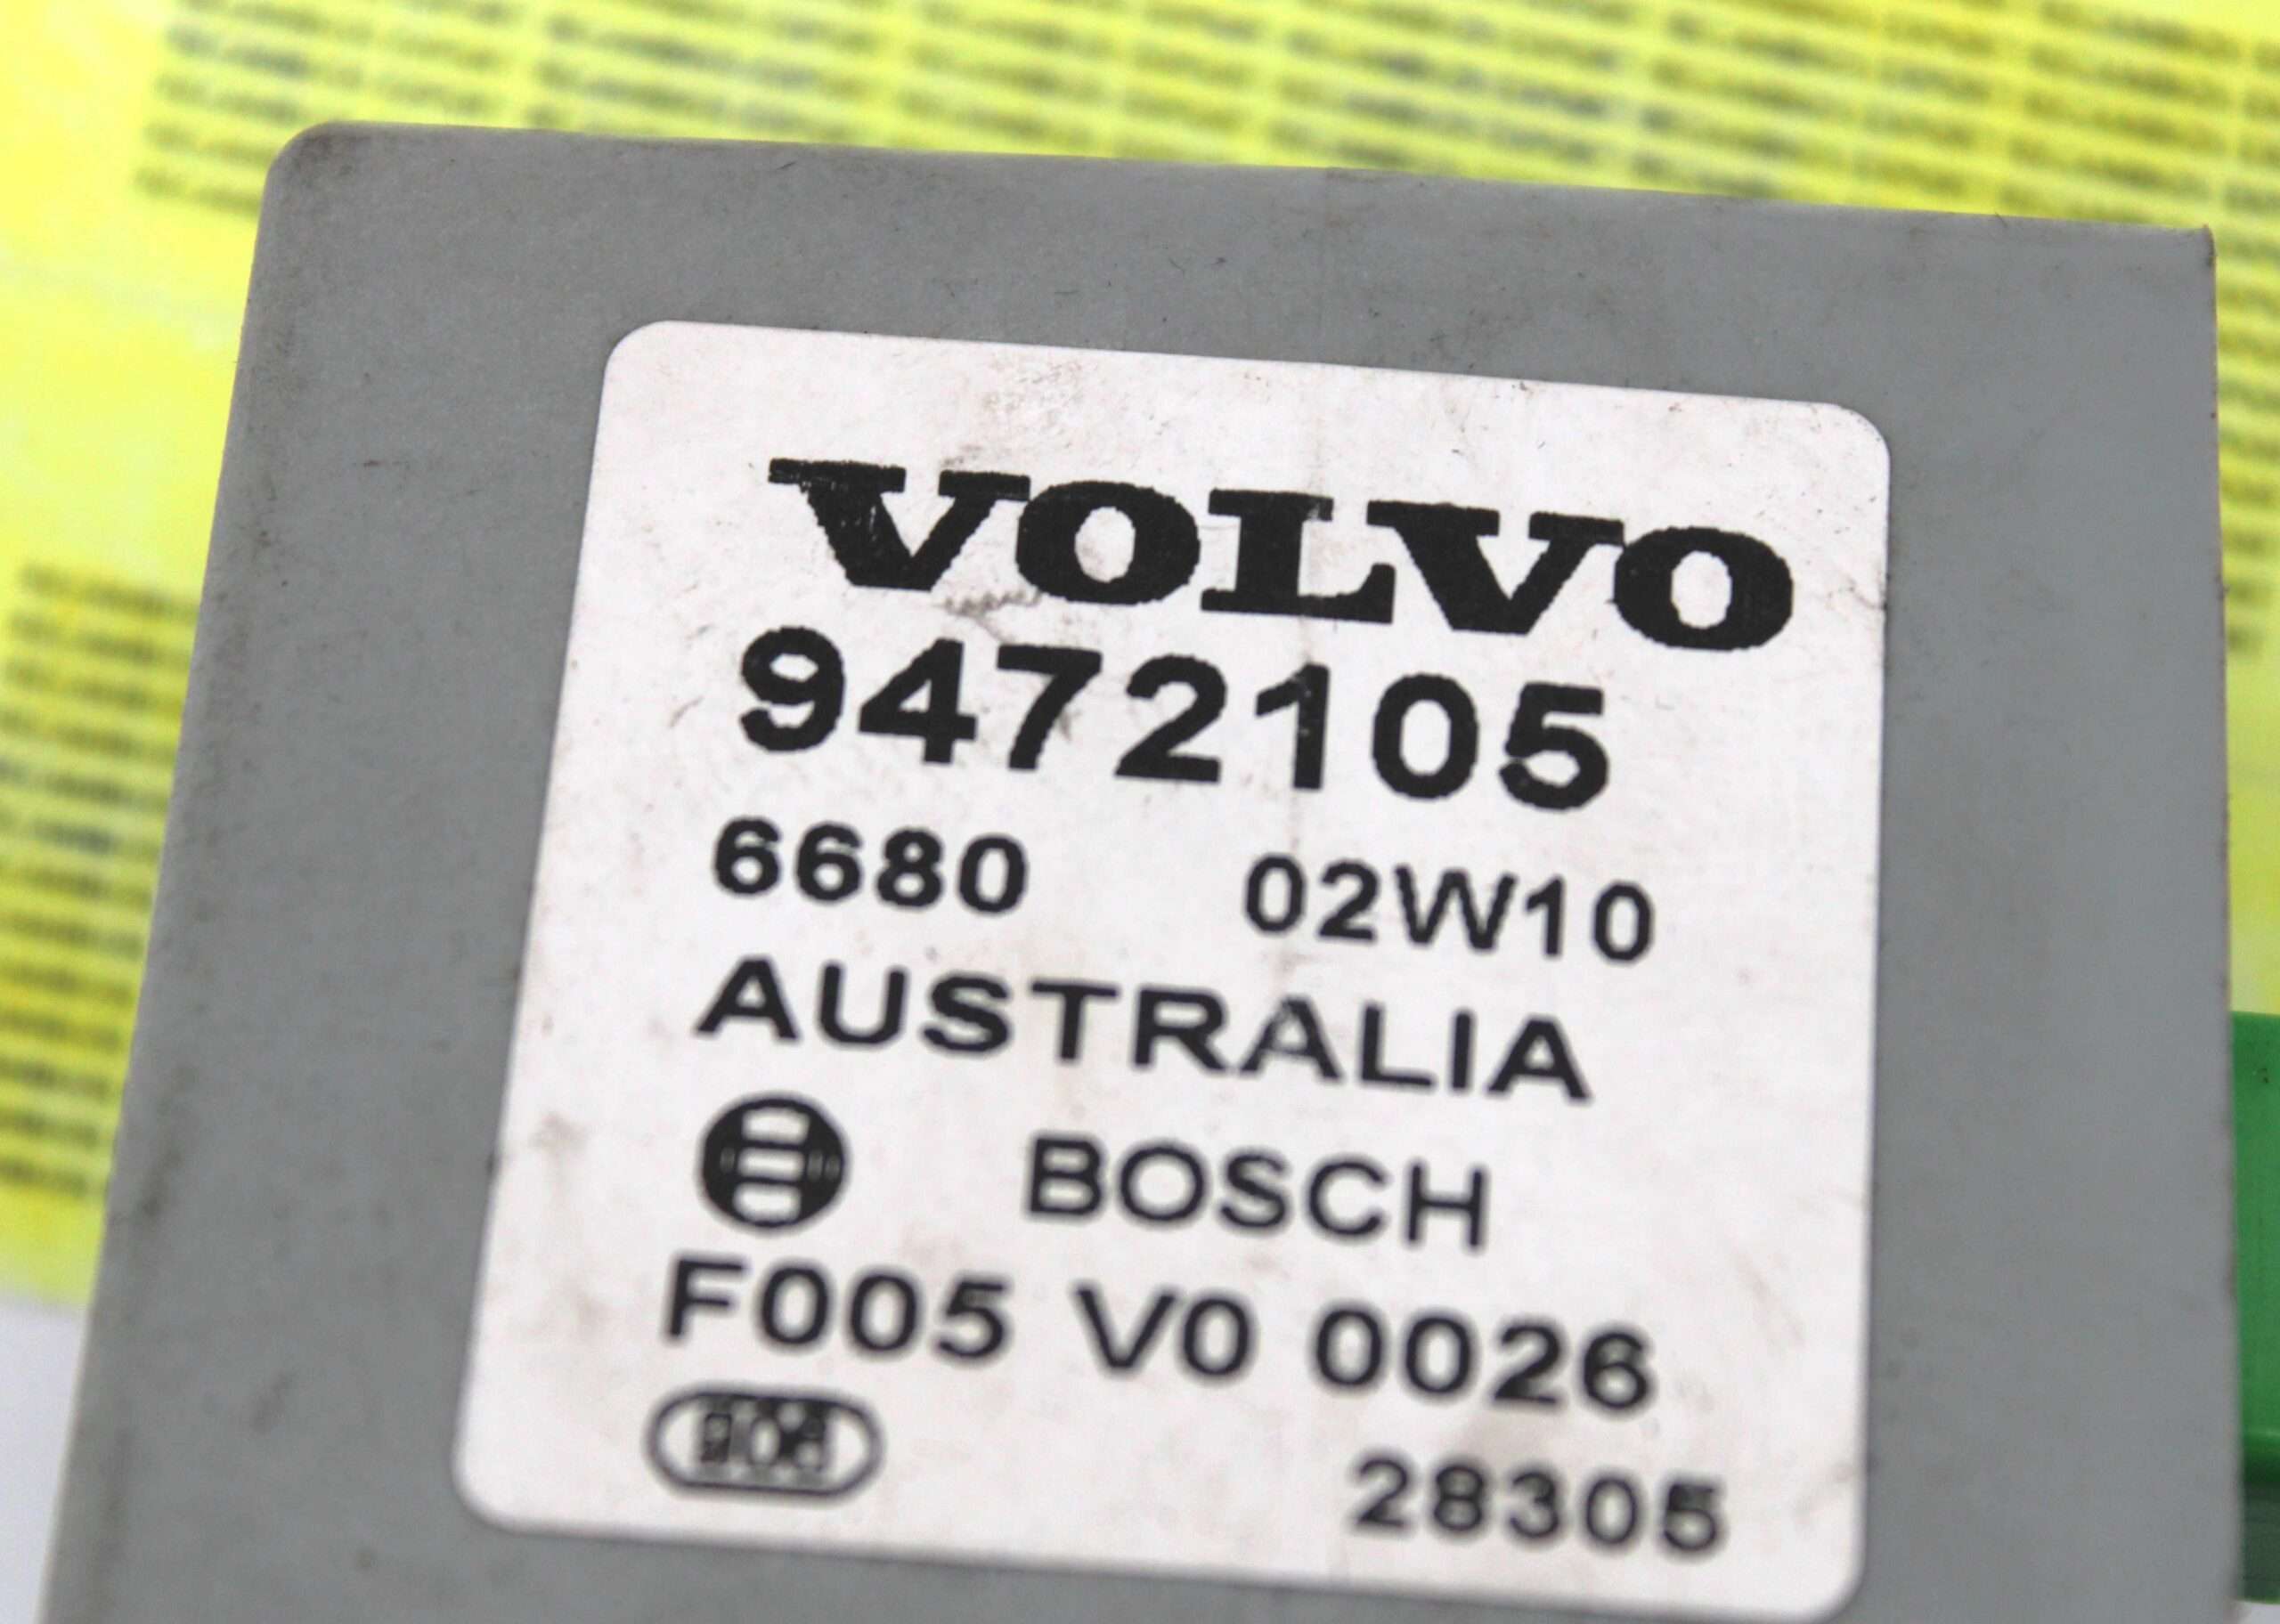 VOLVO
9472105
6680 02W10
AUSTRALIA
BOSCH
F005 V0 0026
28305